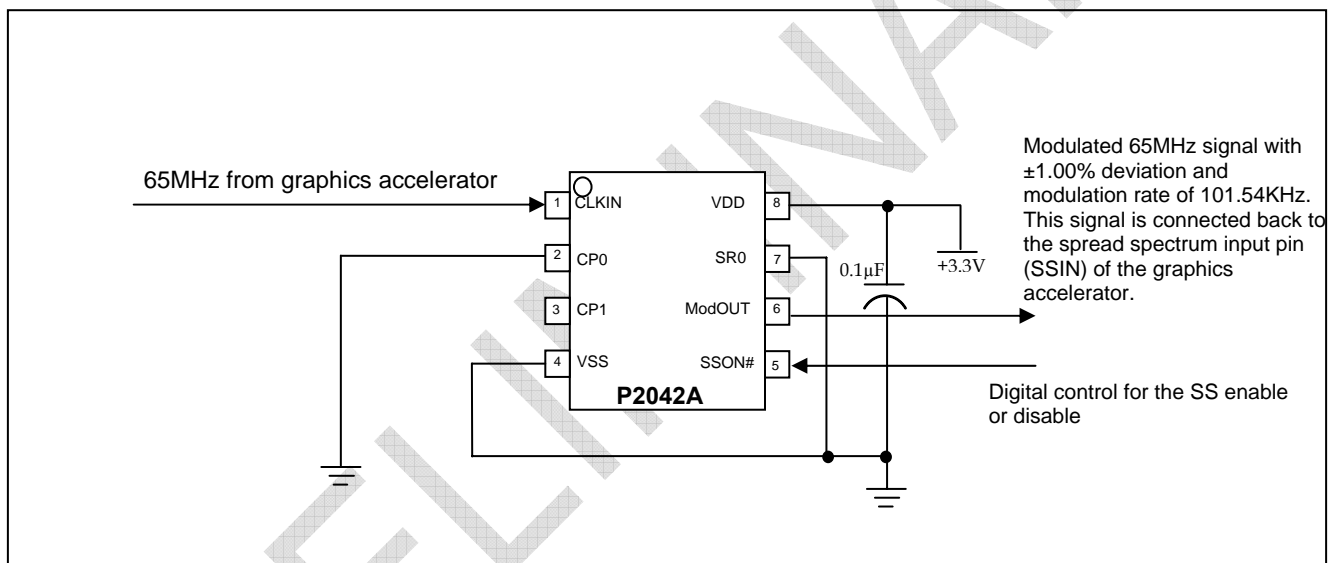 65MHz from graphics accelerator
1 CLKIN
2 CP0
3 CP1
4 VSS
VDD 8
SR0 7
ModOUT 6
SSON# 5
P2042A
0.1µF
+3.3V
Modulated 65MHz signal with
±1.00% deviation and
modulation rate of 101.54KHz.
This signal is connected back to
the spread spectrum input pin
(SSIN) of the graphics
accelerator.
Digital control for the SS enable
or disable